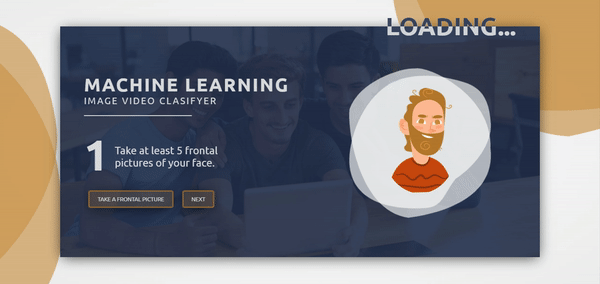 LOADING...
MACHINE LEARNING
IMAGE VIDEO CLASIFYER
1
Take at least 5 frontal
pictures of your face.
TAKE A FRONTAL PICTURE
NEXT